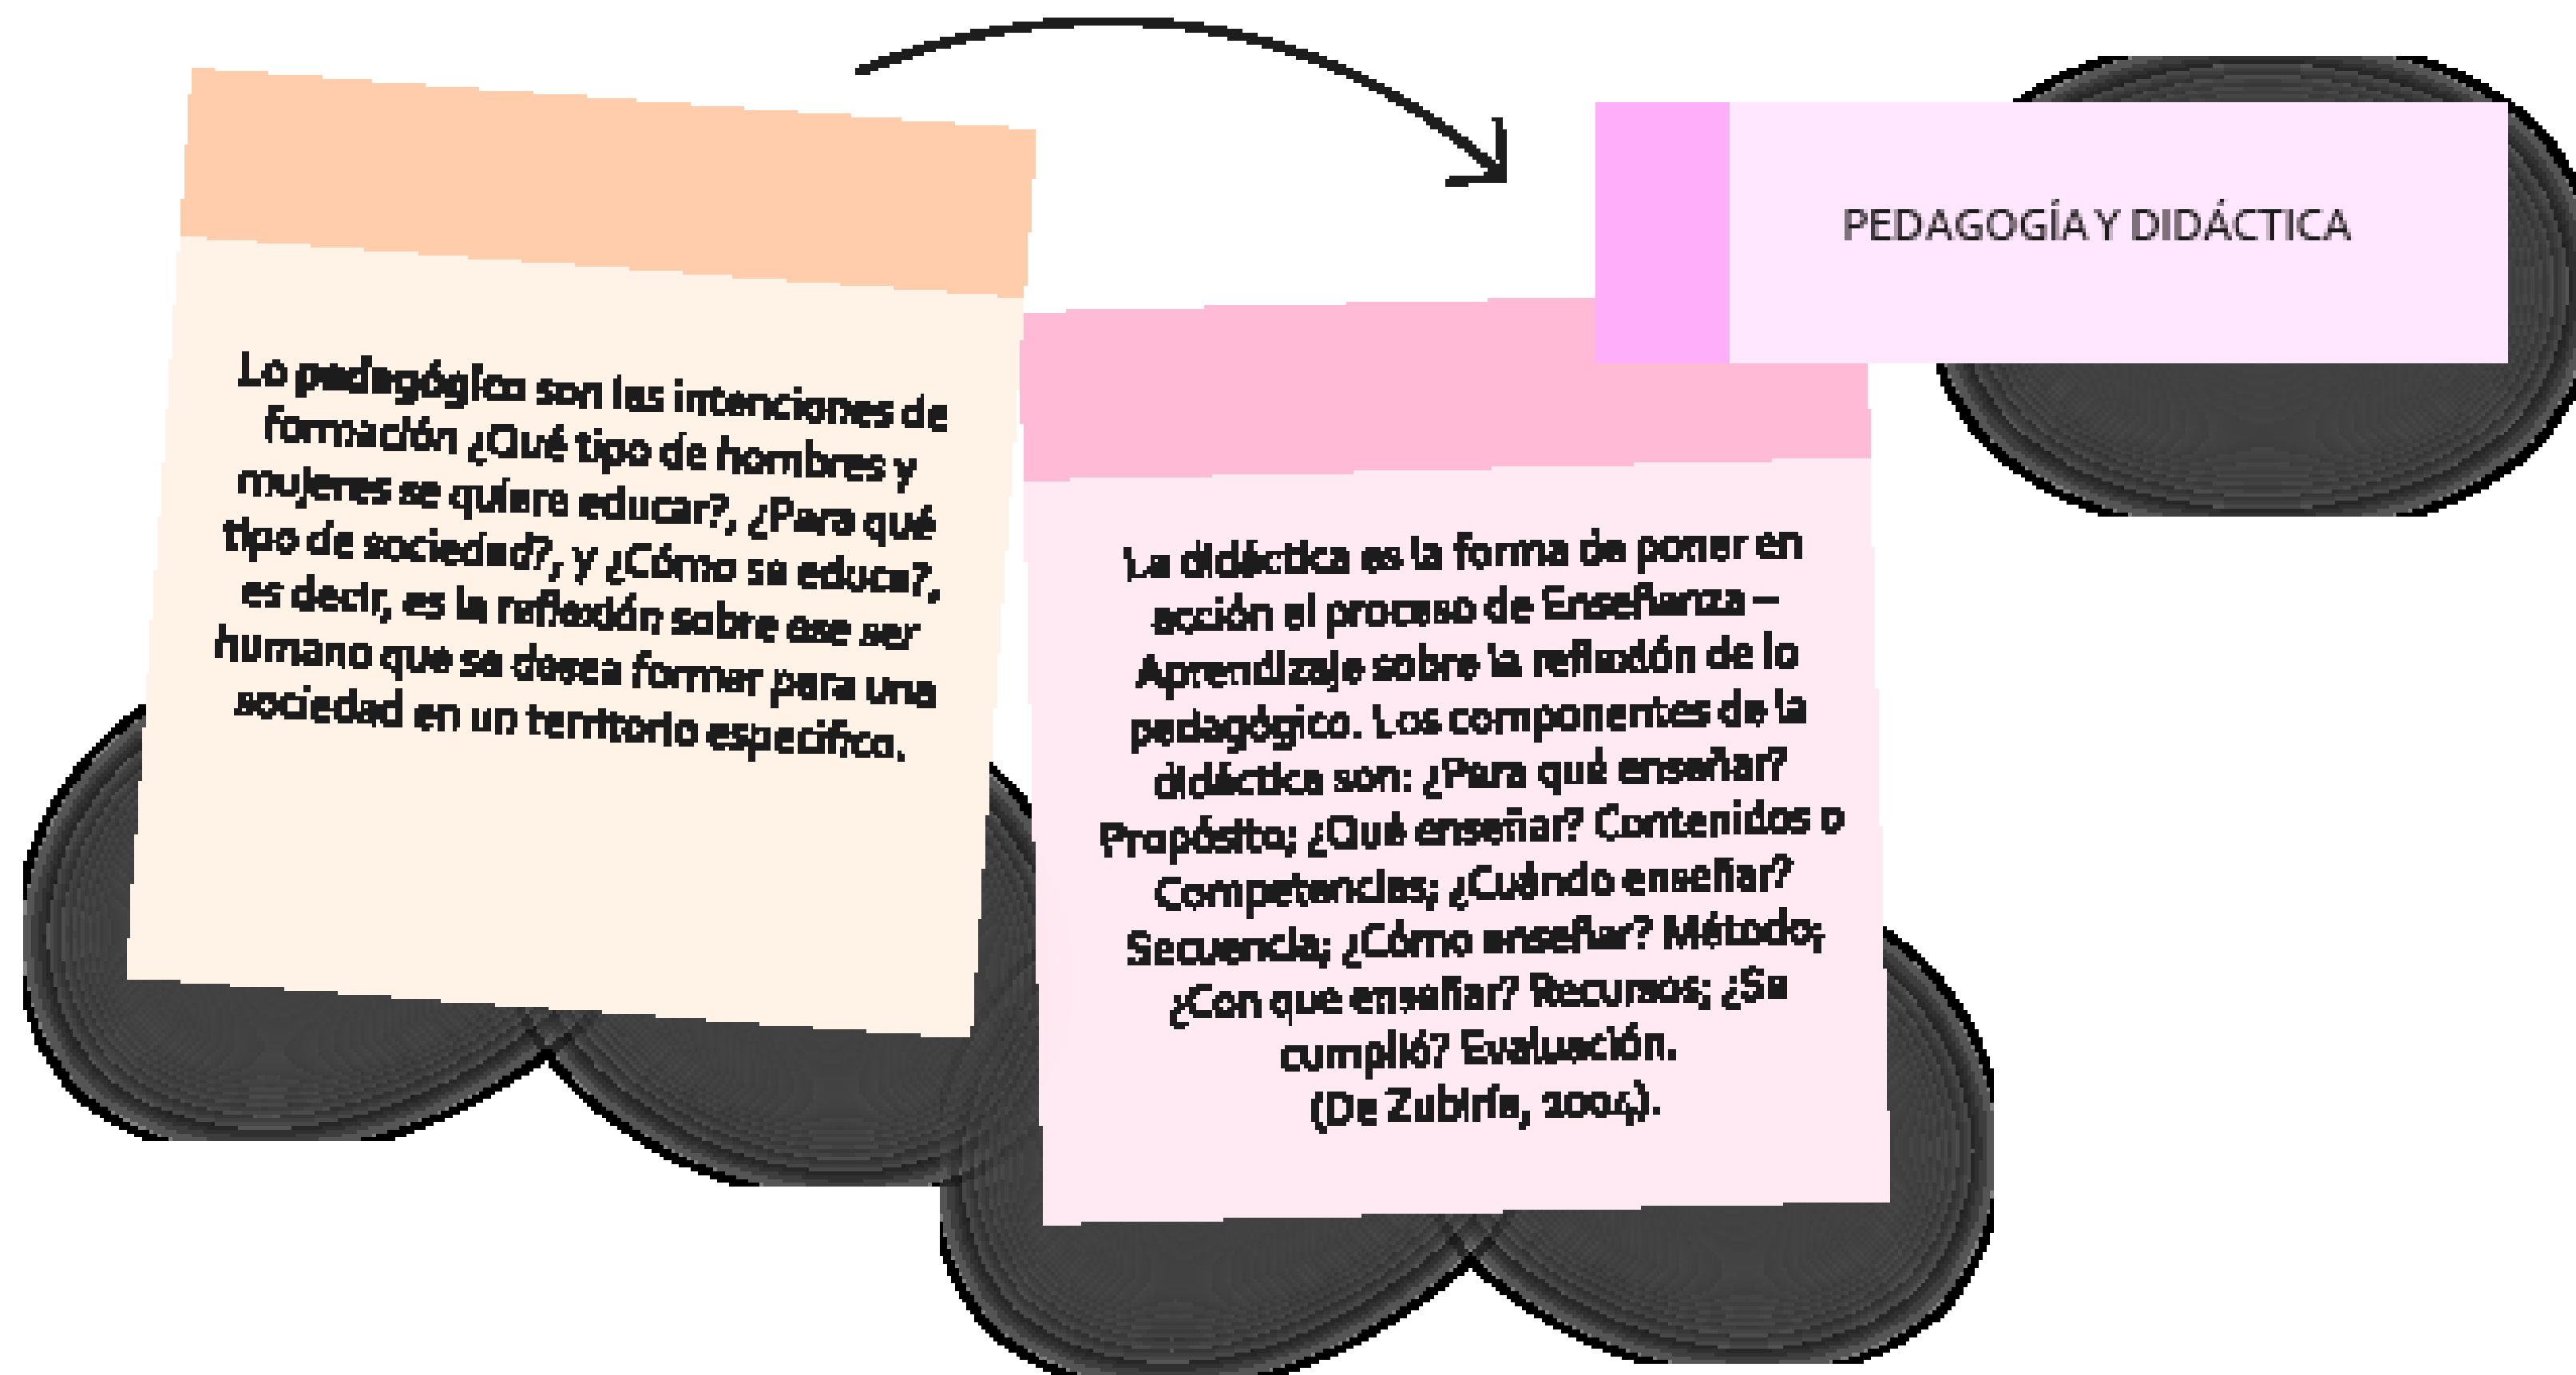 PEDAGOGÍA Y DIDÁCTICA
Lo pedagógico son las intenciones de
formación ¿Qué tipo de hombres y
mujeres se quiere educar?, ¿Para qué
tipo de sociedad?, y ¿Cómo se educa?,
es decir, es la reflexión sobre ese ser
humano que se desea formar para una
sociedad en un territorio especifico.
La didáctica es la forma de poner en
acción el proceso de Enseñanza –
Aprendizaje sobre la reflexión de lo
pedagógico. Los componentes de la
didáctica son: ¿Para qué enseñar?
Propósito; ¿Qué enseñar? Contenidos o
Competencias; ¿Cuándo enseñar?
Secuencia; ¿Cómo enseñar? Método;
¿Con que enseñar? Recursos; ¿Se
cumplió? Evaluación.
(De Zubiría, 2004).